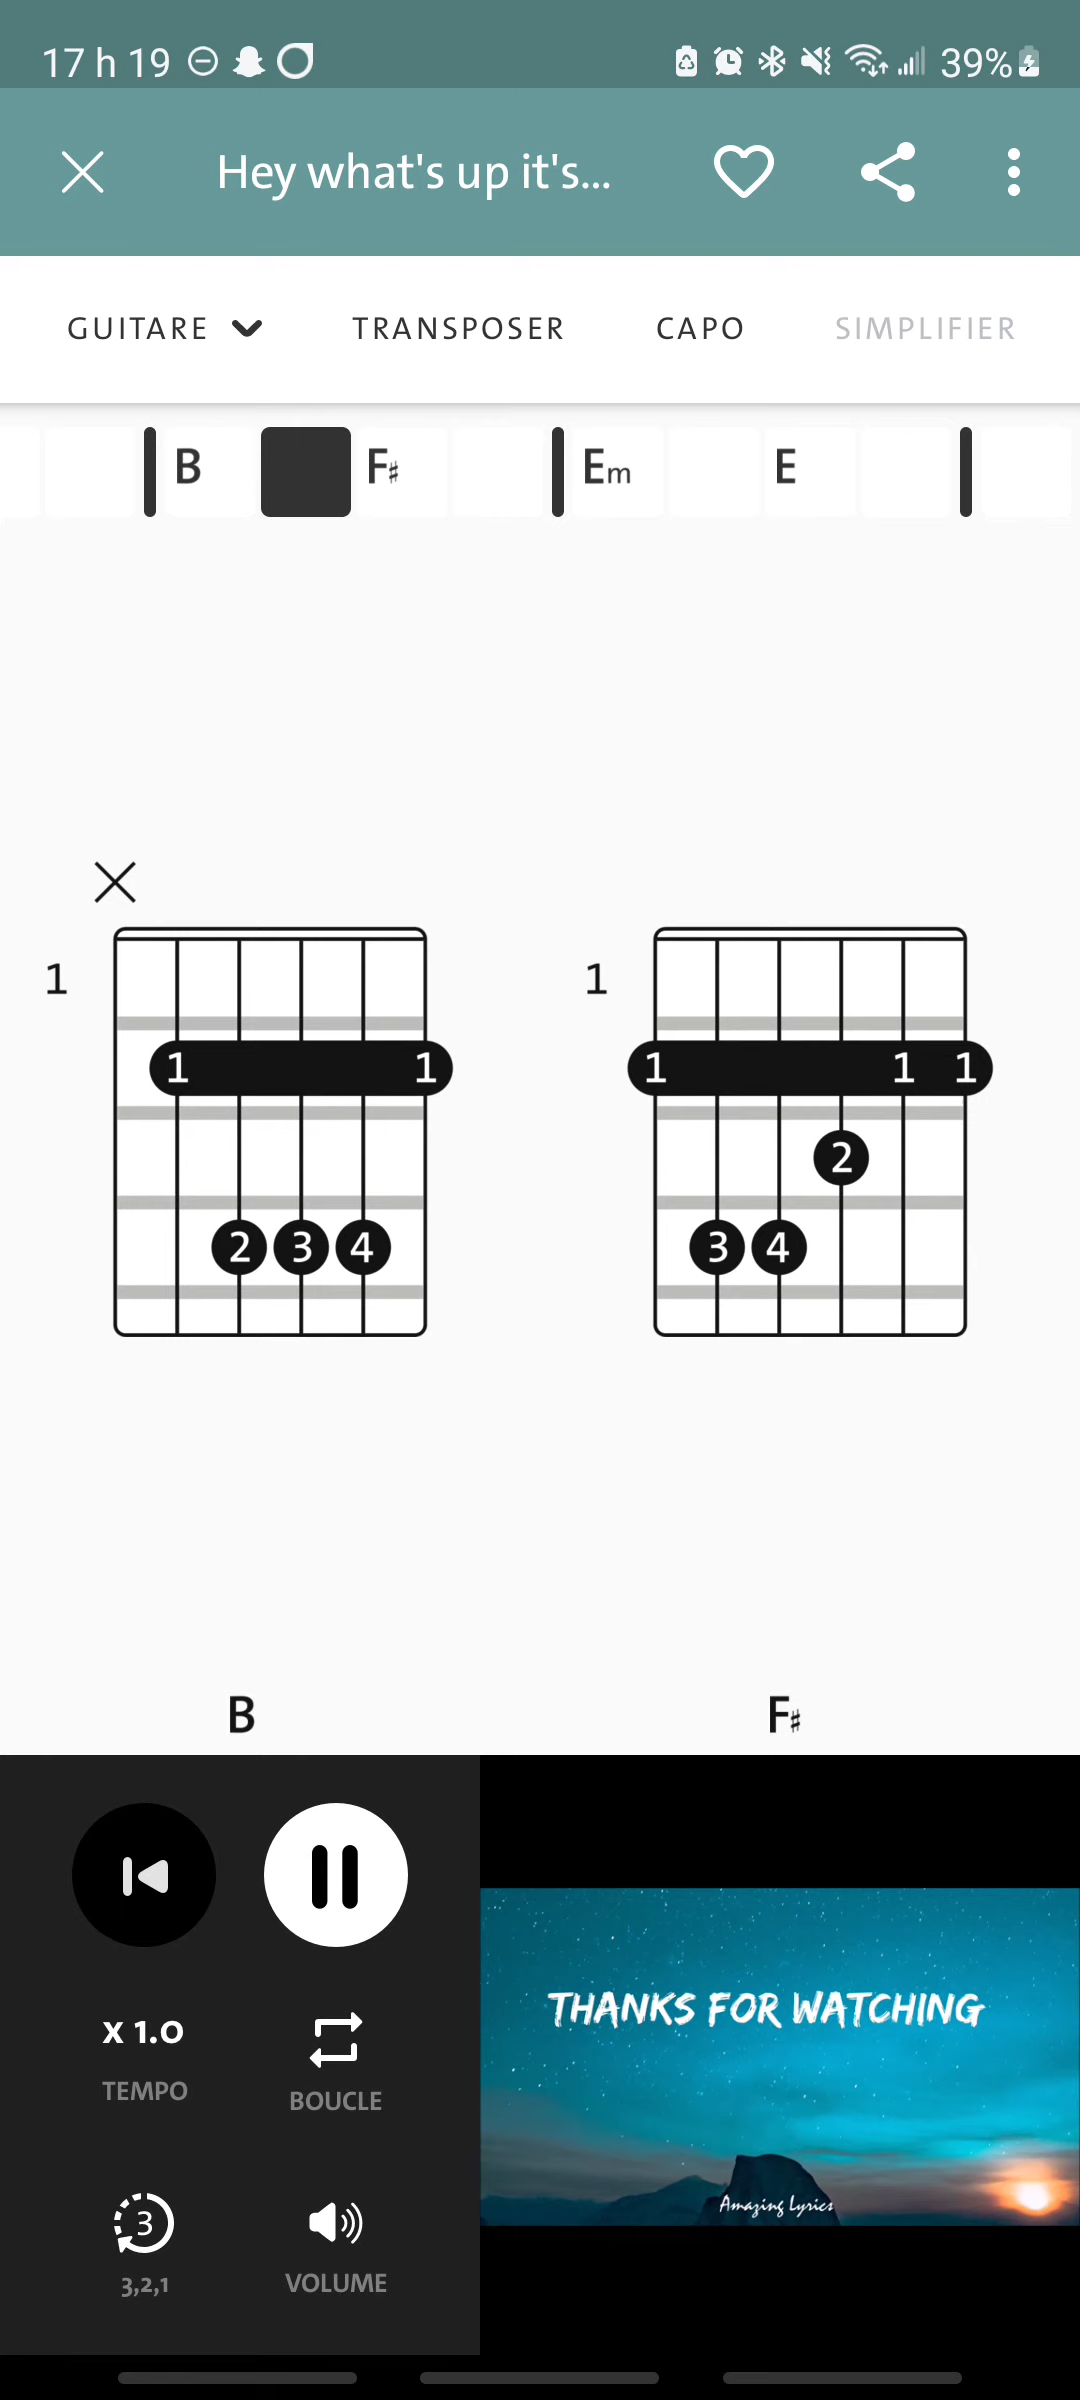 17 h 19 39%
Hey what's up it's...
GUITARE TRANSPOSER CAPO SIMPLIFIER
B F♯ Em E
1 1
1 1 1 1 1
2
2 3 4 3 4
B F♯
x 1.0
TEMPO BOUCLE
THANKS FOR WATCHING
Amazing Lyrics
3
3,2,1 VOLUME